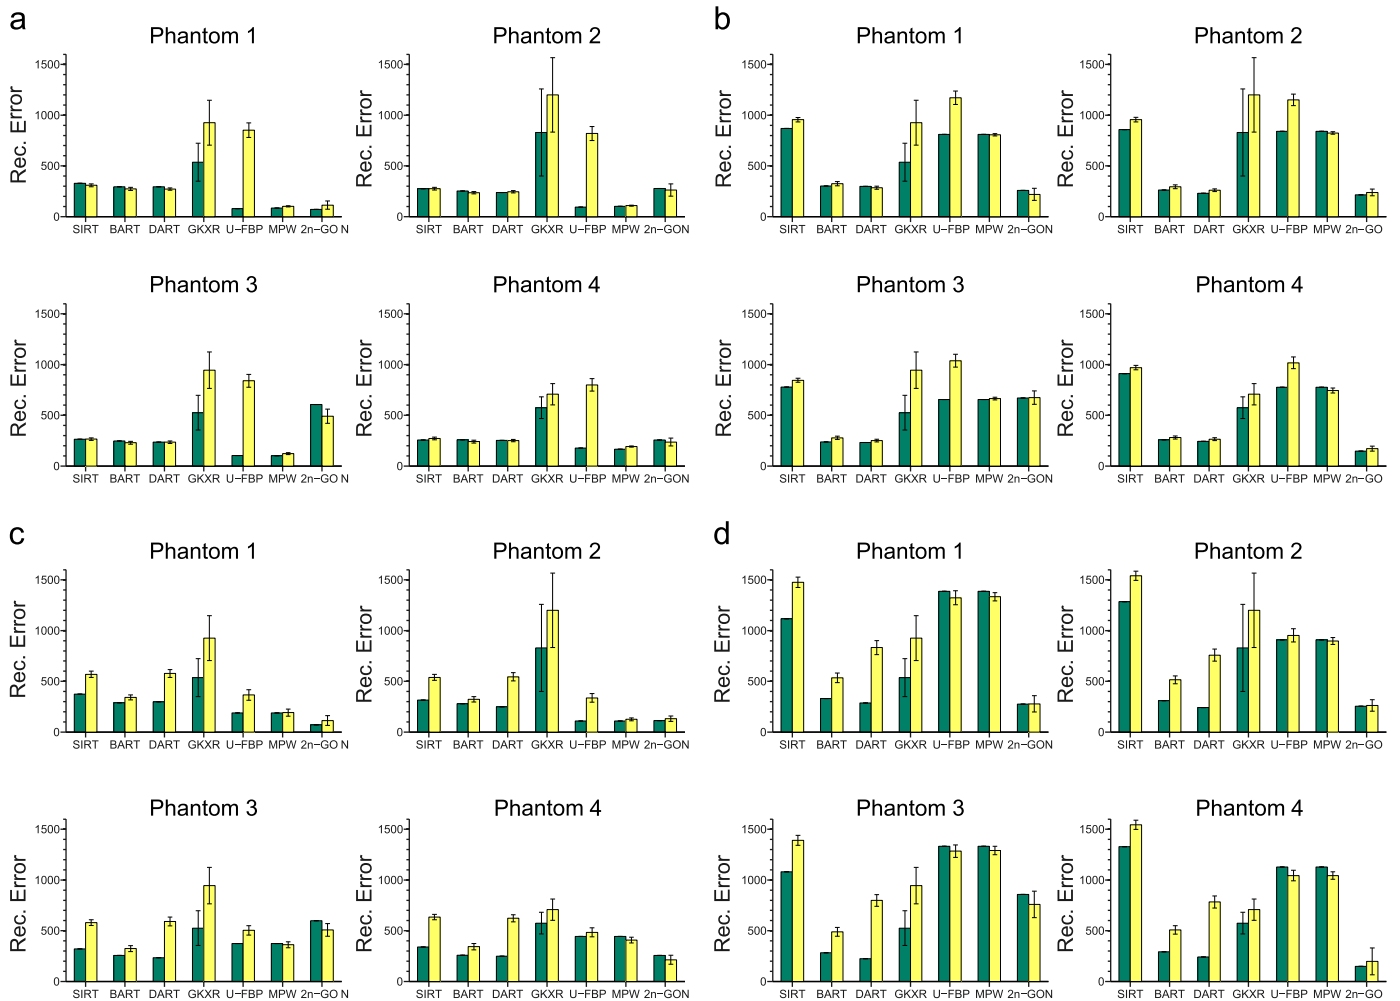 a
b
Phantom 1
Phantom 2
Phantom 1
Phantom 2
Rec. Error
1500
1000
500
0
SIRT BART DART GKXR U-FBP MPW 2n-GO N
1500
1000
500
0
SIRT BART DART GKXR U-FBP MPW 2n-GON
Rec. Error
Rec. Error
1500
1000
500
0
SIRT BART DART GKXR U-FBP MPW 2n-GON
Rec. Error
1500
1000
500
0
SIRT BART DART GKXR U-FBP MPW 2n-GO
Rec. Error
Phantom 3
Phantom 4
Phantom 3
Phantom 4
1500
1000
500
0
SIRT BART DART GKXR U-FBP MPW 2n-GO N
Rec. Error
1500
1000
500
0
SIRT BART DART GKXR U-FBP MPW 2n-GON
Rec. Error
1500
1000
500
0
SIRT BART DART GKXR U-FBP MPW 2n-GON
Rec. Error
1500
1000
500
0
SIRT BART DART GKXR U-FBP MPW 2n-GO
Rec. Error
c
d
Phantom 1
Phantom 2
Phantom 1
Phantom 2
Rec. Error
1500
1000
500
0
SIRT BART DART GKXR U-FBP MPW 2n-GO N
Rec. Error
1500
1000
500
0
SIRT BART DART GKXR U-FBP MPW 2n-GON
Rec. Error
1500
1000
500
0
SIRT BART DART GKXR U-FBP MPW 2n-GON
Rec. Error
1500
1000
500
0
SIRT BART DART GKXR U-FBP MPW 2n-GO
Phantom 3
Phantom 4
Phantom 3
Phantom 4
Rec. Error
1500
1000
500
0
SIRT BART DART GKXR U-FBP MPW 2n-GO N
Rec. Error
1500
1000
500
0
SIRT BART DART GKXR U-FBP MPW 2n-GON
Rec. Error
1500
1000
500
0
SIRT BART DART GKXR U-FBP MPW 2n-GON
Rec. Error
1500
1000
500
0
SIRT BART DART GKXR U-FBP MPW 2n-GO